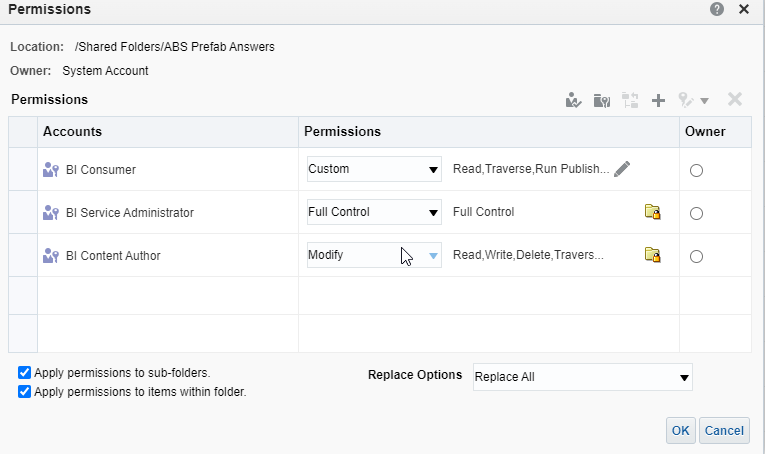 Permissions
Location: /Shared Folders/ABS Prefab Answers
Owner: System Account
Permissions
Accounts Permissions Owner
BI Consumer Custom Read,Traverse,Run Publish...
BI Service Administrator Full Control Full Control
BI Content Author Modify Read,Write,Delete,Travers...
Apply permissions to sub-folders. Replace Options Replace All
Apply permissions to items within folder.
OK Cancel